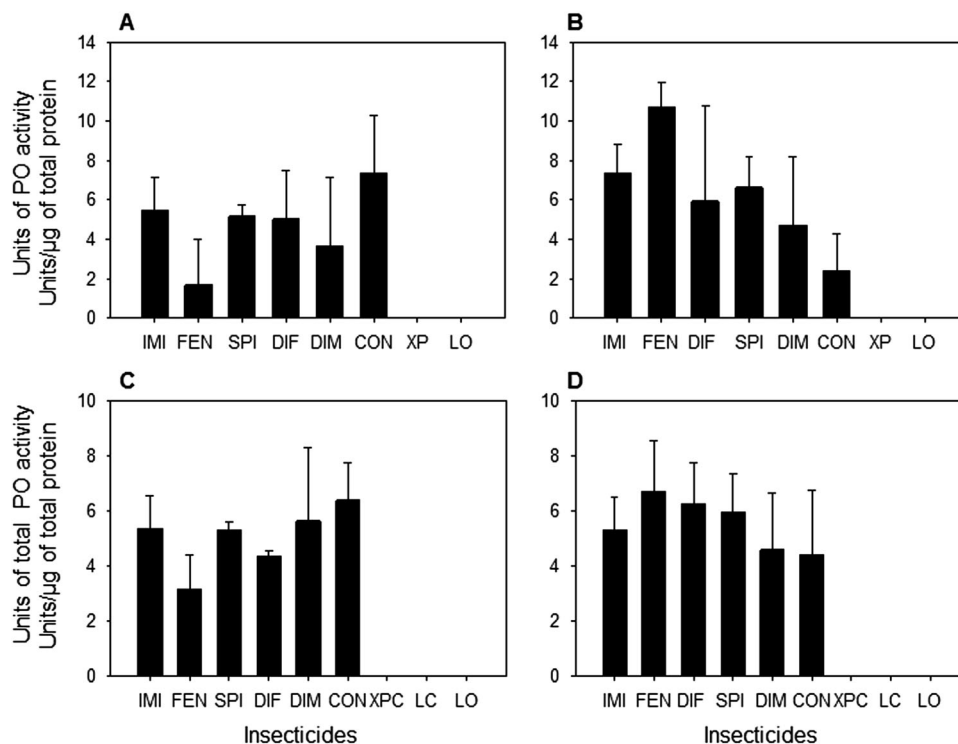 A
B
Units of PO activity
Units/µg of total protein
14
12
10
8
6
4
2
0
IMI FEN SPI DIF DIM CON XP LO
14
12
10
8
6
4
2
0
IMI FEN DIF SPI DIM CON XP LO
C
D
Units of total PO activity
Units/µg of total protein
10
8
6
4
2
0
IMI FEN SPI DIF DIM CON XPC LC LO
Insecticides
10
8
6
4
2
0
IMI FEN DIF SPI DIM CON XPC LC LO
Insecticides